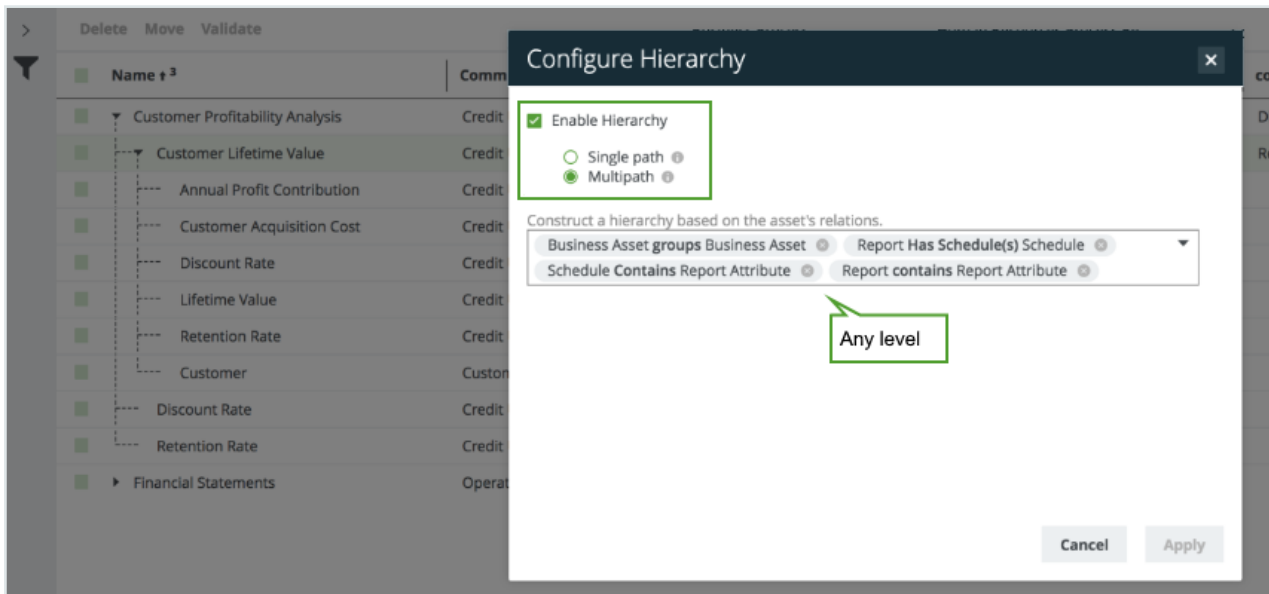 Delete Move Validate
Name ↑ 3
Comm
Customer Profitability Analysis
Credit
Customer Lifetime Value
Credit
Annual Profit Contribution
Credit
Customer Acquisition Cost
Credit
Discount Rate
Credit
Lifetime Value
Credit
Retention Rate
Credit
Customer
Custon
Discount Rate
Credit
Retention Rate
Credit
Financial Statements
Operat
Configure Hierarchy
Enable Hierarchy
Single path
Multipath
Construct a hierarchy based on the asset's relations.
Business Asset groups Business Asset
Report Has Schedule(s) Schedule
Schedule Contains Report Attribute
Report contains Report Attribute
Any level
Cancel
Apply
co
D
Re